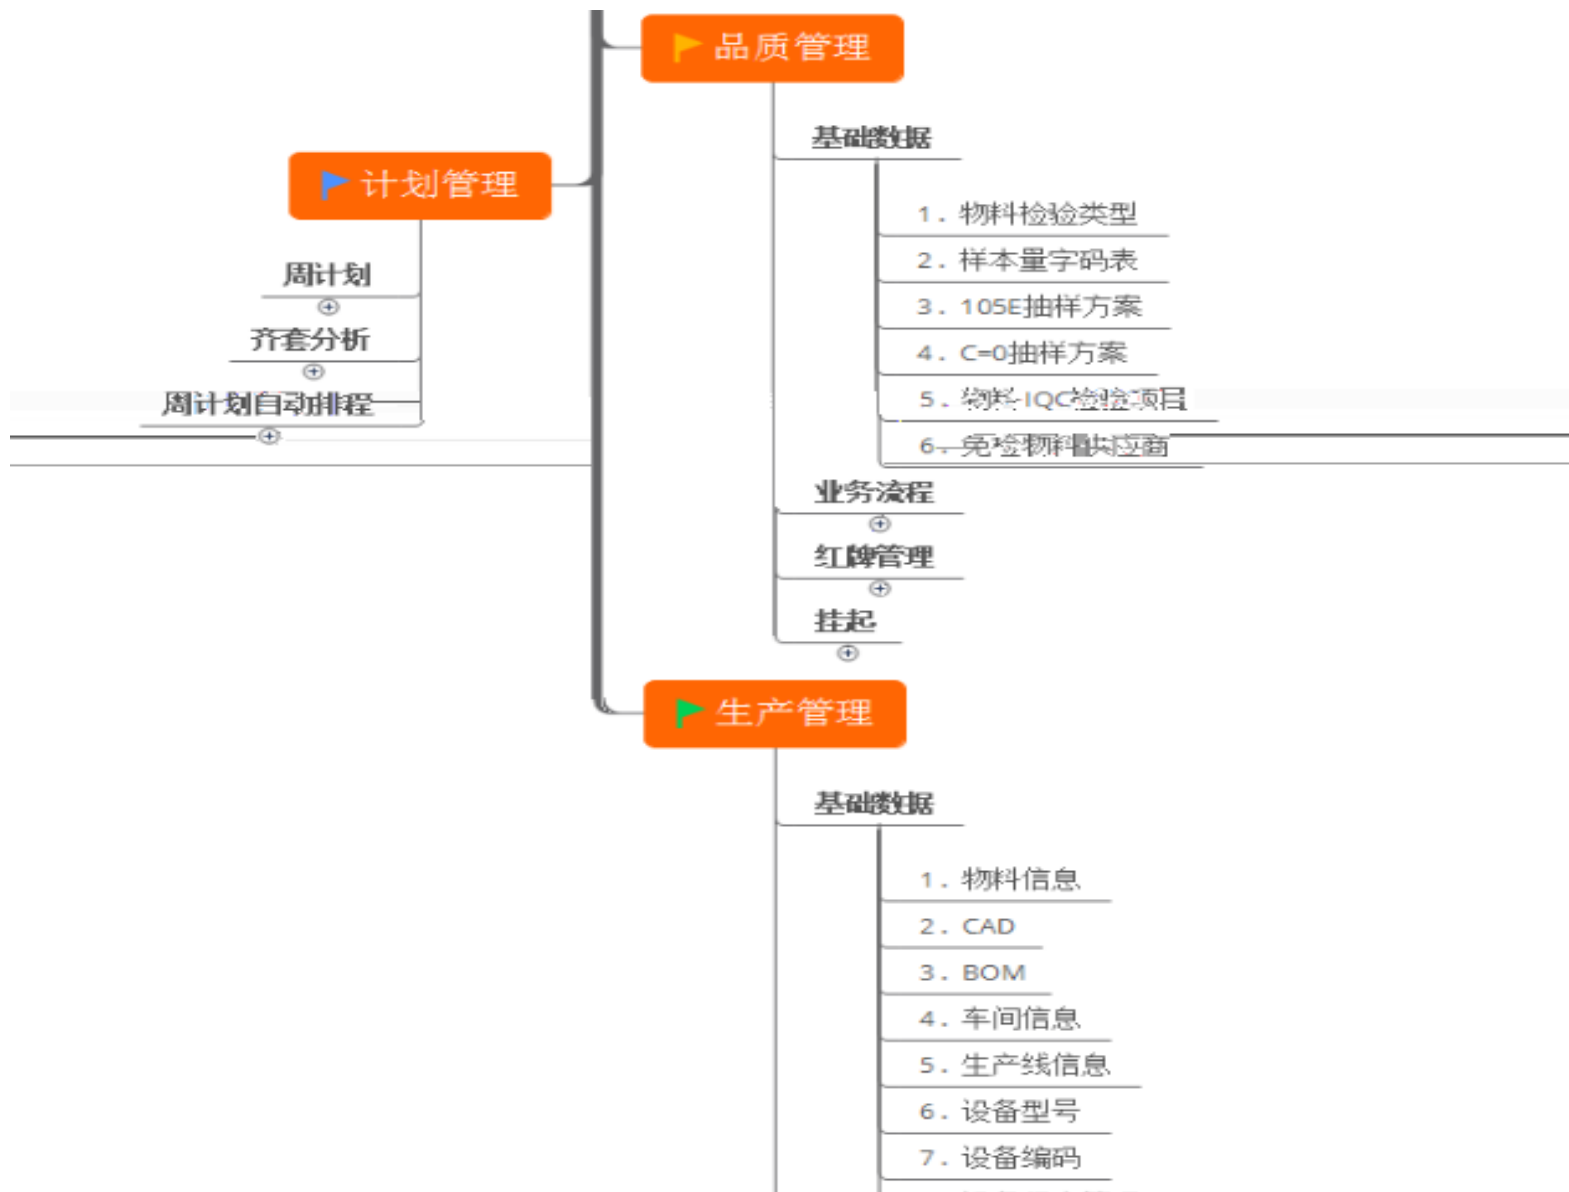 品质管理
基础数据
1. 物料检验类型
2. 样本量字码表
3. 105E抽样方案
4. C=0抽样方案
5. 物料-IQC检验项目
6. 免检物料供应商
业务流程
红牌管理
挂起
计划管理
周计划
齐套分析
周计划自动排程
生产管理
基础数据
1. 物料信息
2. CAD
3. BOM
4. 车间信息
5. 生产线信息
6. 设备型号
7. 设备编码